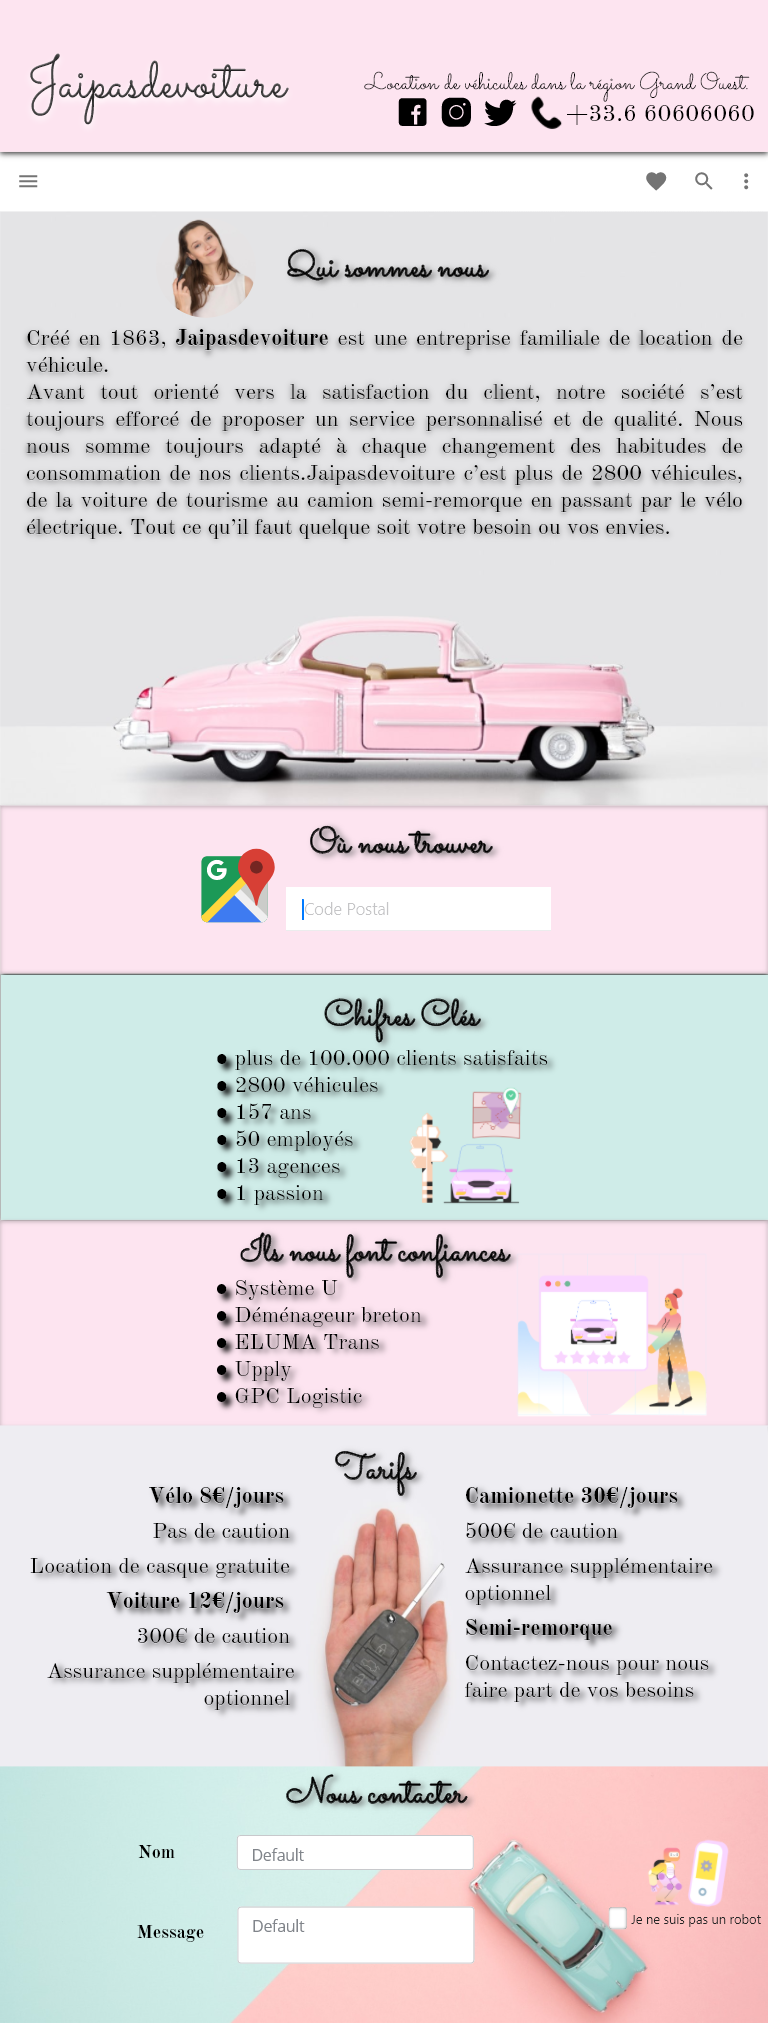 Jaipasdevoiture
Location de véhicules dans la région Grand Ouest.
+33.6 60606060
Qui sommes nous
Créé en 1863, Jaipasdevoiture est une entreprise familiale de location de
véhicule.
Avant tout orienté vers la satisfaction du client, notre société s'est
toujours efforcé de proposer un service personnalisé et de qualité. Nous
nous somme toujours adapté à chaque changement des habitudes de
consommation de nos clients.Jaipasdevoiture c'est plus de 2800 véhicules,
de la voiture de tourisme au camion semi-remorque en passant par le vélo
électrique. Tout ce qu'il faut quelque soit votre besoin ou vos envies.
Où nous trouver
G
Code Postal
Chifres Clés
● plus de 100.000 clients satisfaits
● 2800 véhicules
● 157 ans
● 50 employés
● 13 agences
● 1 passion
Ils nous font confiances
● Système U
● Déménageur breton
● ELUMA Trans
● Upply
● GPC Logistic
Tarifs
Vélo 8€/jours
Pas de caution
Location de casque gratuite
Voiture 12€/jours
300€ de caution
Assurance supplémentaire
optionnel
Camionette 30€/jours
500€ de caution
Assurance supplémentaire
optionnel
Semi-remorque
Contactez-nous pour nous
faire part de vos besoins
Nous contacter
Nom
Default
Message
Default
Je ne suis pas un robot